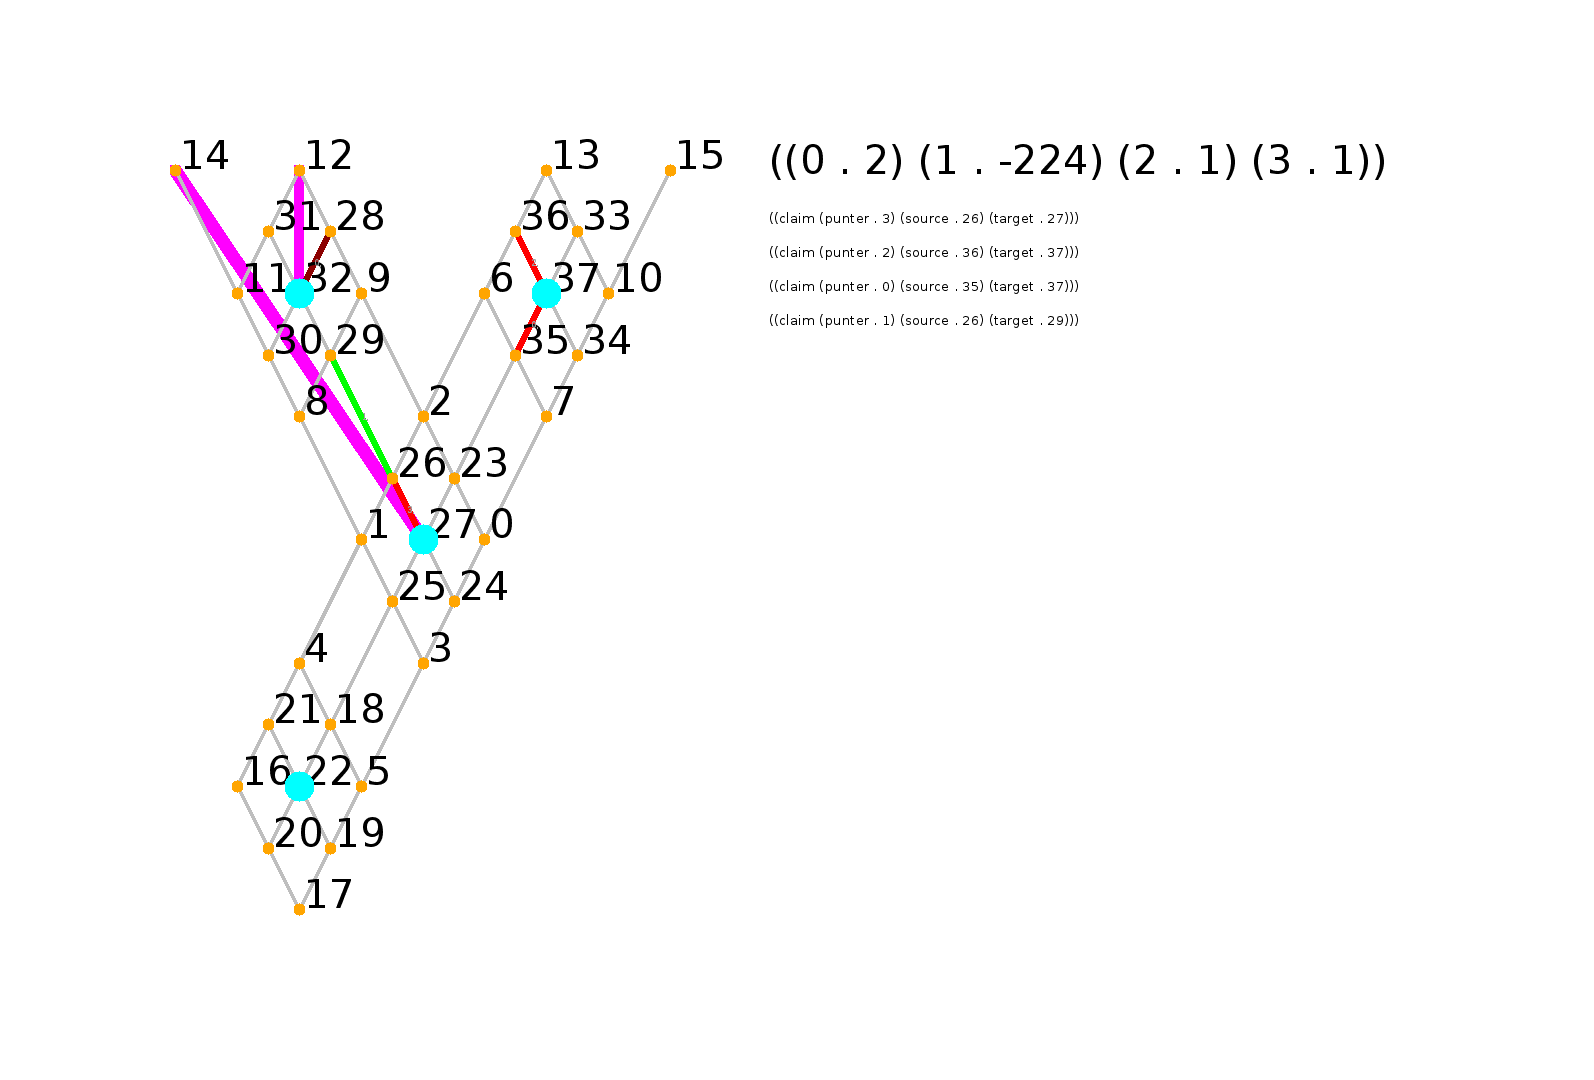 14 12 13 15 ((0 . 2) (1 . -224) (2 . 1) (3 . 1))
31 28 36 33 ((claim (punter . 3) (source . 26) (target . 27)))
((claim (punter . 2) (source . 36) (target . 37)))
11 32 9 6 37 10 ((claim (punter . 0) (source . 35) (target . 37)))
((claim (punter . 1) (source . 26) (target . 29)))
30 29 35 34
8 2 7
26 23
1 27 0
25 24
4 3
21 18
16 22 5
20 19
17